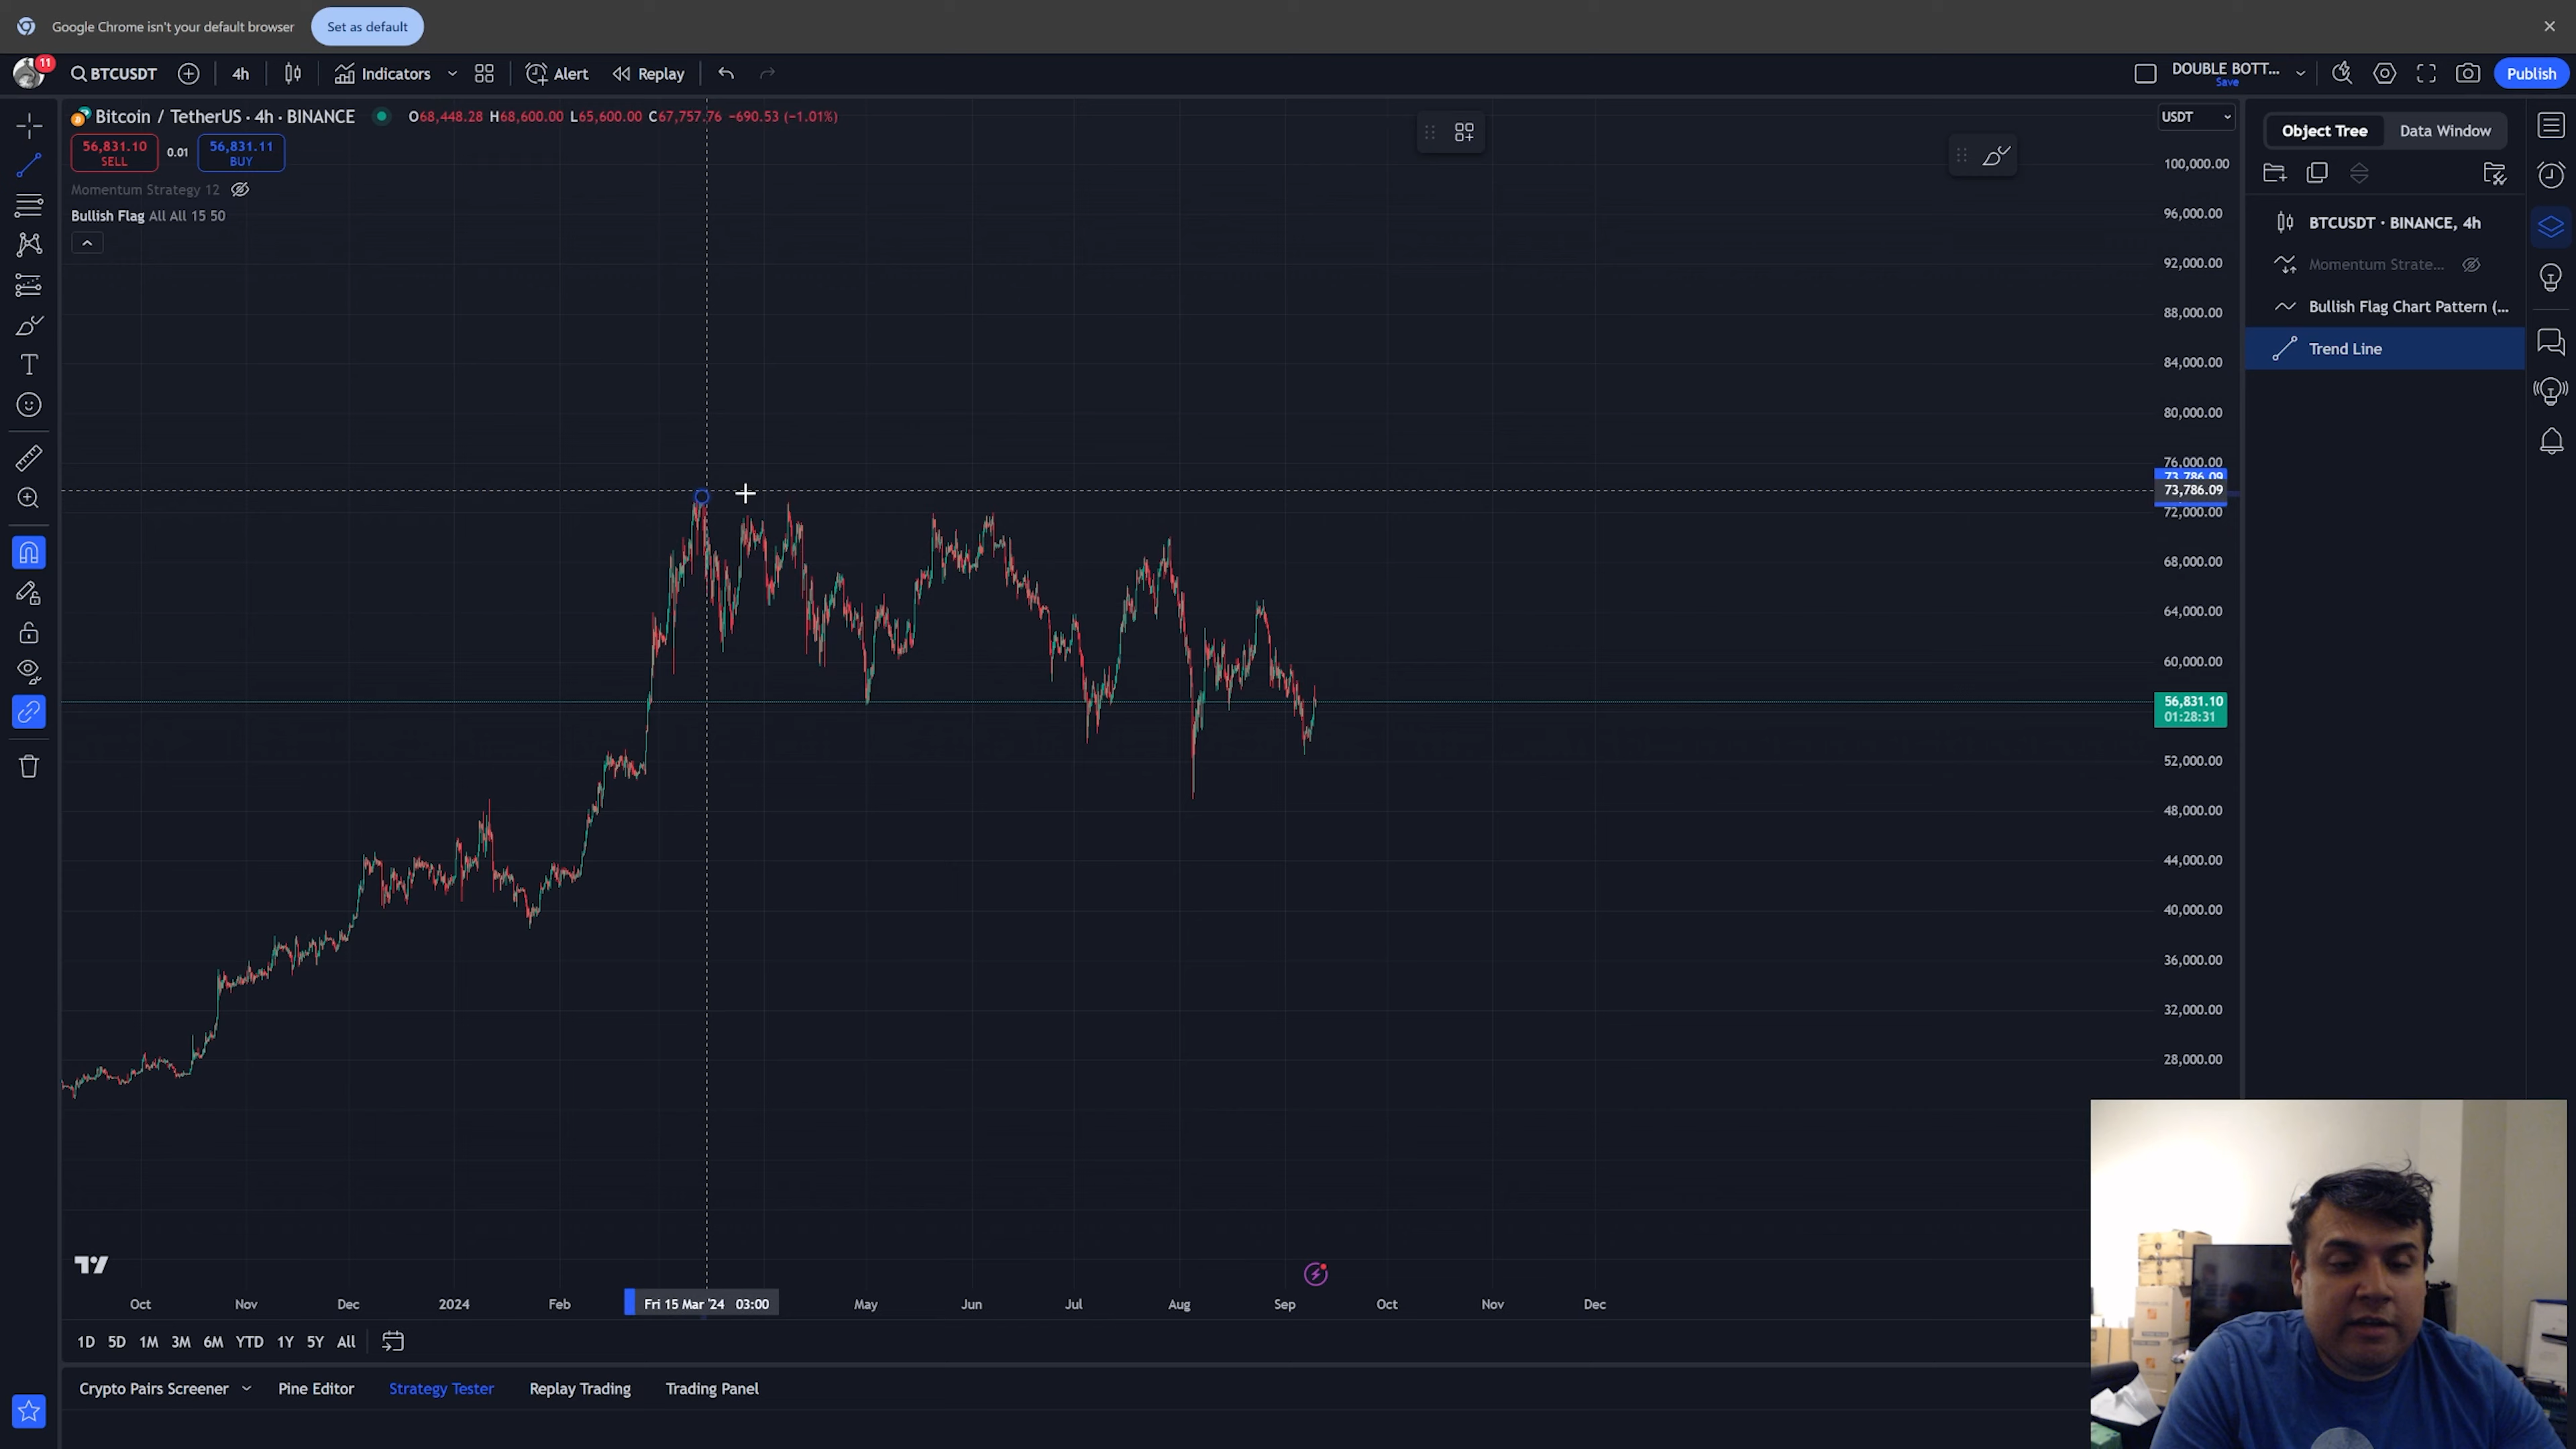 Google Chrome isn't your default browser Set as default
11 BTCUSDT 4h Indicators Alert Replay DOUBLE BOTT... Save Publish
Bitcoin / TetherUS · 4h · BINANCE O68,448.28 H68,600.00 L65,600.00 C67,757.76 −690.53 (−1.01%) USDT
56,831.10 SELL 0.01 56,831.11 BUY
Momentum Strategy 12
Bullish Flag All All 15 50
Object Tree Data Window
BTCUSDT · BINANCE, 4h
Momentum Strate...
Bullish Flag Chart Pattern (...
Trend Line
100,000.00
96,000.00
92,000.00
88,000.00
84,000.00
80,000.00
76,000.00
73,786.09
73,786.09
72,000.00
68,000.00
64,000.00
60,000.00
56,831.10
01:28:31
52,000.00
48,000.00
44,000.00
40,000.00
36,000.00
32,000.00
28,000.00
Oct Nov Dec 2024 Feb Fri 15 Mar '24 03:00 May Jun Jul Aug Sep Oct Nov Dec
1D 5D 1M 3M 6M YTD 1Y 5Y All
Crypto Pairs Screener Pine Editor Strategy Tester Replay Trading Trading Panel